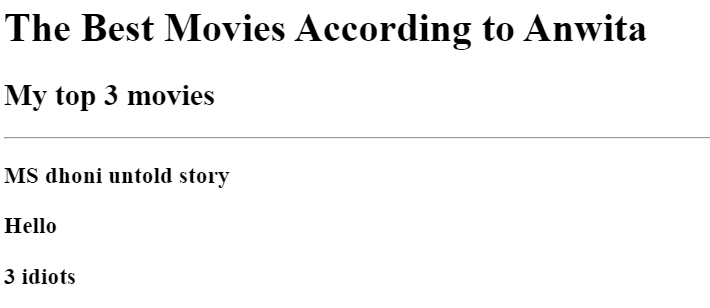 The Best Movies According to Anwita
My top 3 movies
MS dhoni untold story
Hello
3 idiots